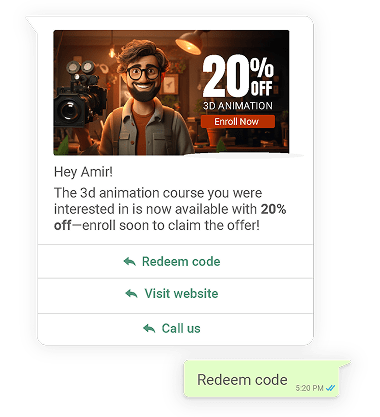 20%
OFF
3D ANIMATION
Enroll Now
Hey Amir!
The 3d animation course you were
interested in is now available with 20%
off—enroll soon to claim the offer!
Redeem code
Visit website
Call us
Redeem code
5:20 PM